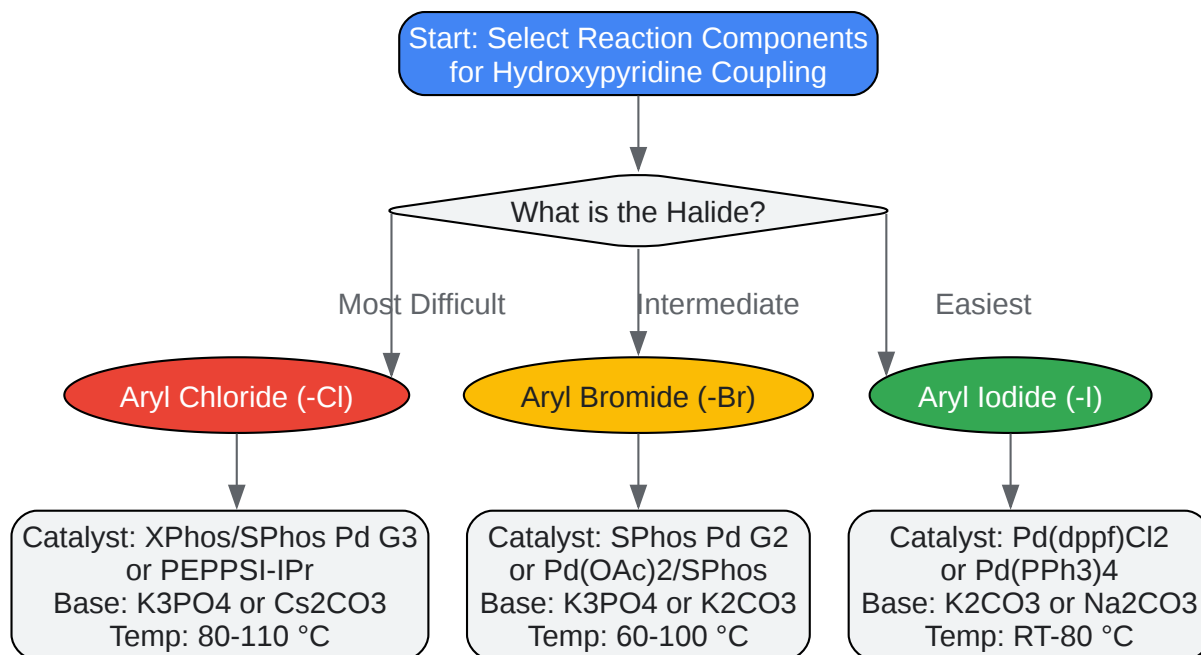 Start: Select Reaction Components
for Hydroxypyridine Coupling
What is the Halide?
Most Difficult
Intermediate
Easiest
Aryl Chloride (-Cl)
Aryl Bromide (-Br)
Aryl Iodide (-I)
Catalyst: XPhos/SPhos Pd G3
or PEPPSI-IPr
Base: K3PO4 or Cs2CO3
Temp: 80-110 °C
Catalyst: SPhos Pd G2
or Pd(OAc)2/SPhos
Base: K3PO4 or K2CO3
Temp: 60-100 °C
Catalyst: Pd(dppf)Cl2
or Pd(PPh3)4
Base: K2CO3 or Na2CO3
Temp: RT-80 °C